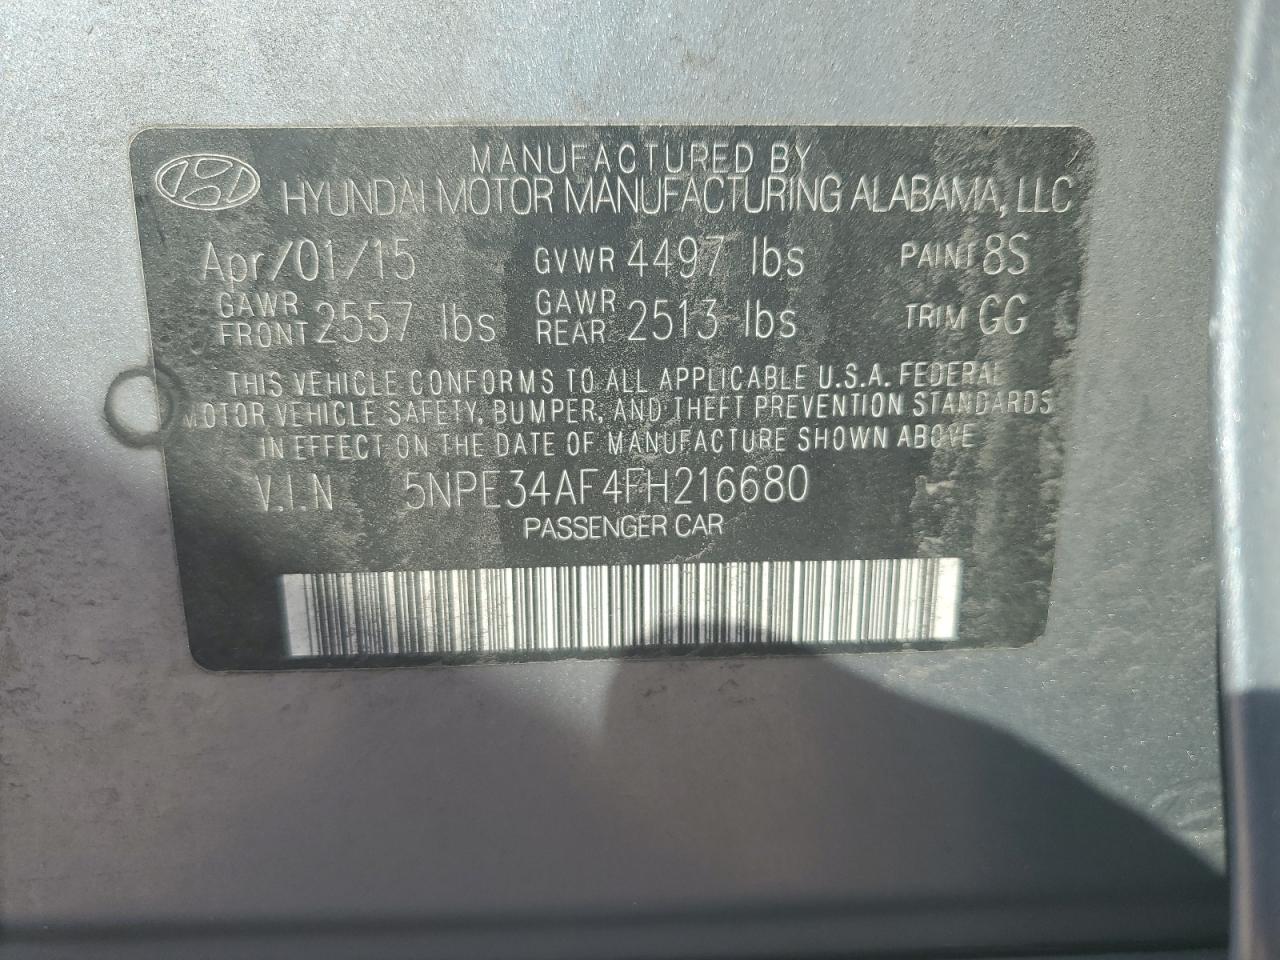 MANUFACTURED BY
HYUNDAI MOTOR MANUFACTURING ALABAMA, LLC
Apr/01/15 GVWR 4497 lbs PAINT 8S
GAWR FRONT 2557 lbs GAWR REAR 2513 lbs TRIM GG
THIS VEHICLE CONFORMS TO ALL APPLICABLE U.S.A. FEDERAL
MOTOR VEHICLE SAFETY, BUMPER, AND THEFT PREVENTION STANDARDS
IN EFFECT ON THE DATE OF MANUFACTURE SHOWN ABOVE
V.I.N 5NPE34AF4FH216680
PASSENGER CAR